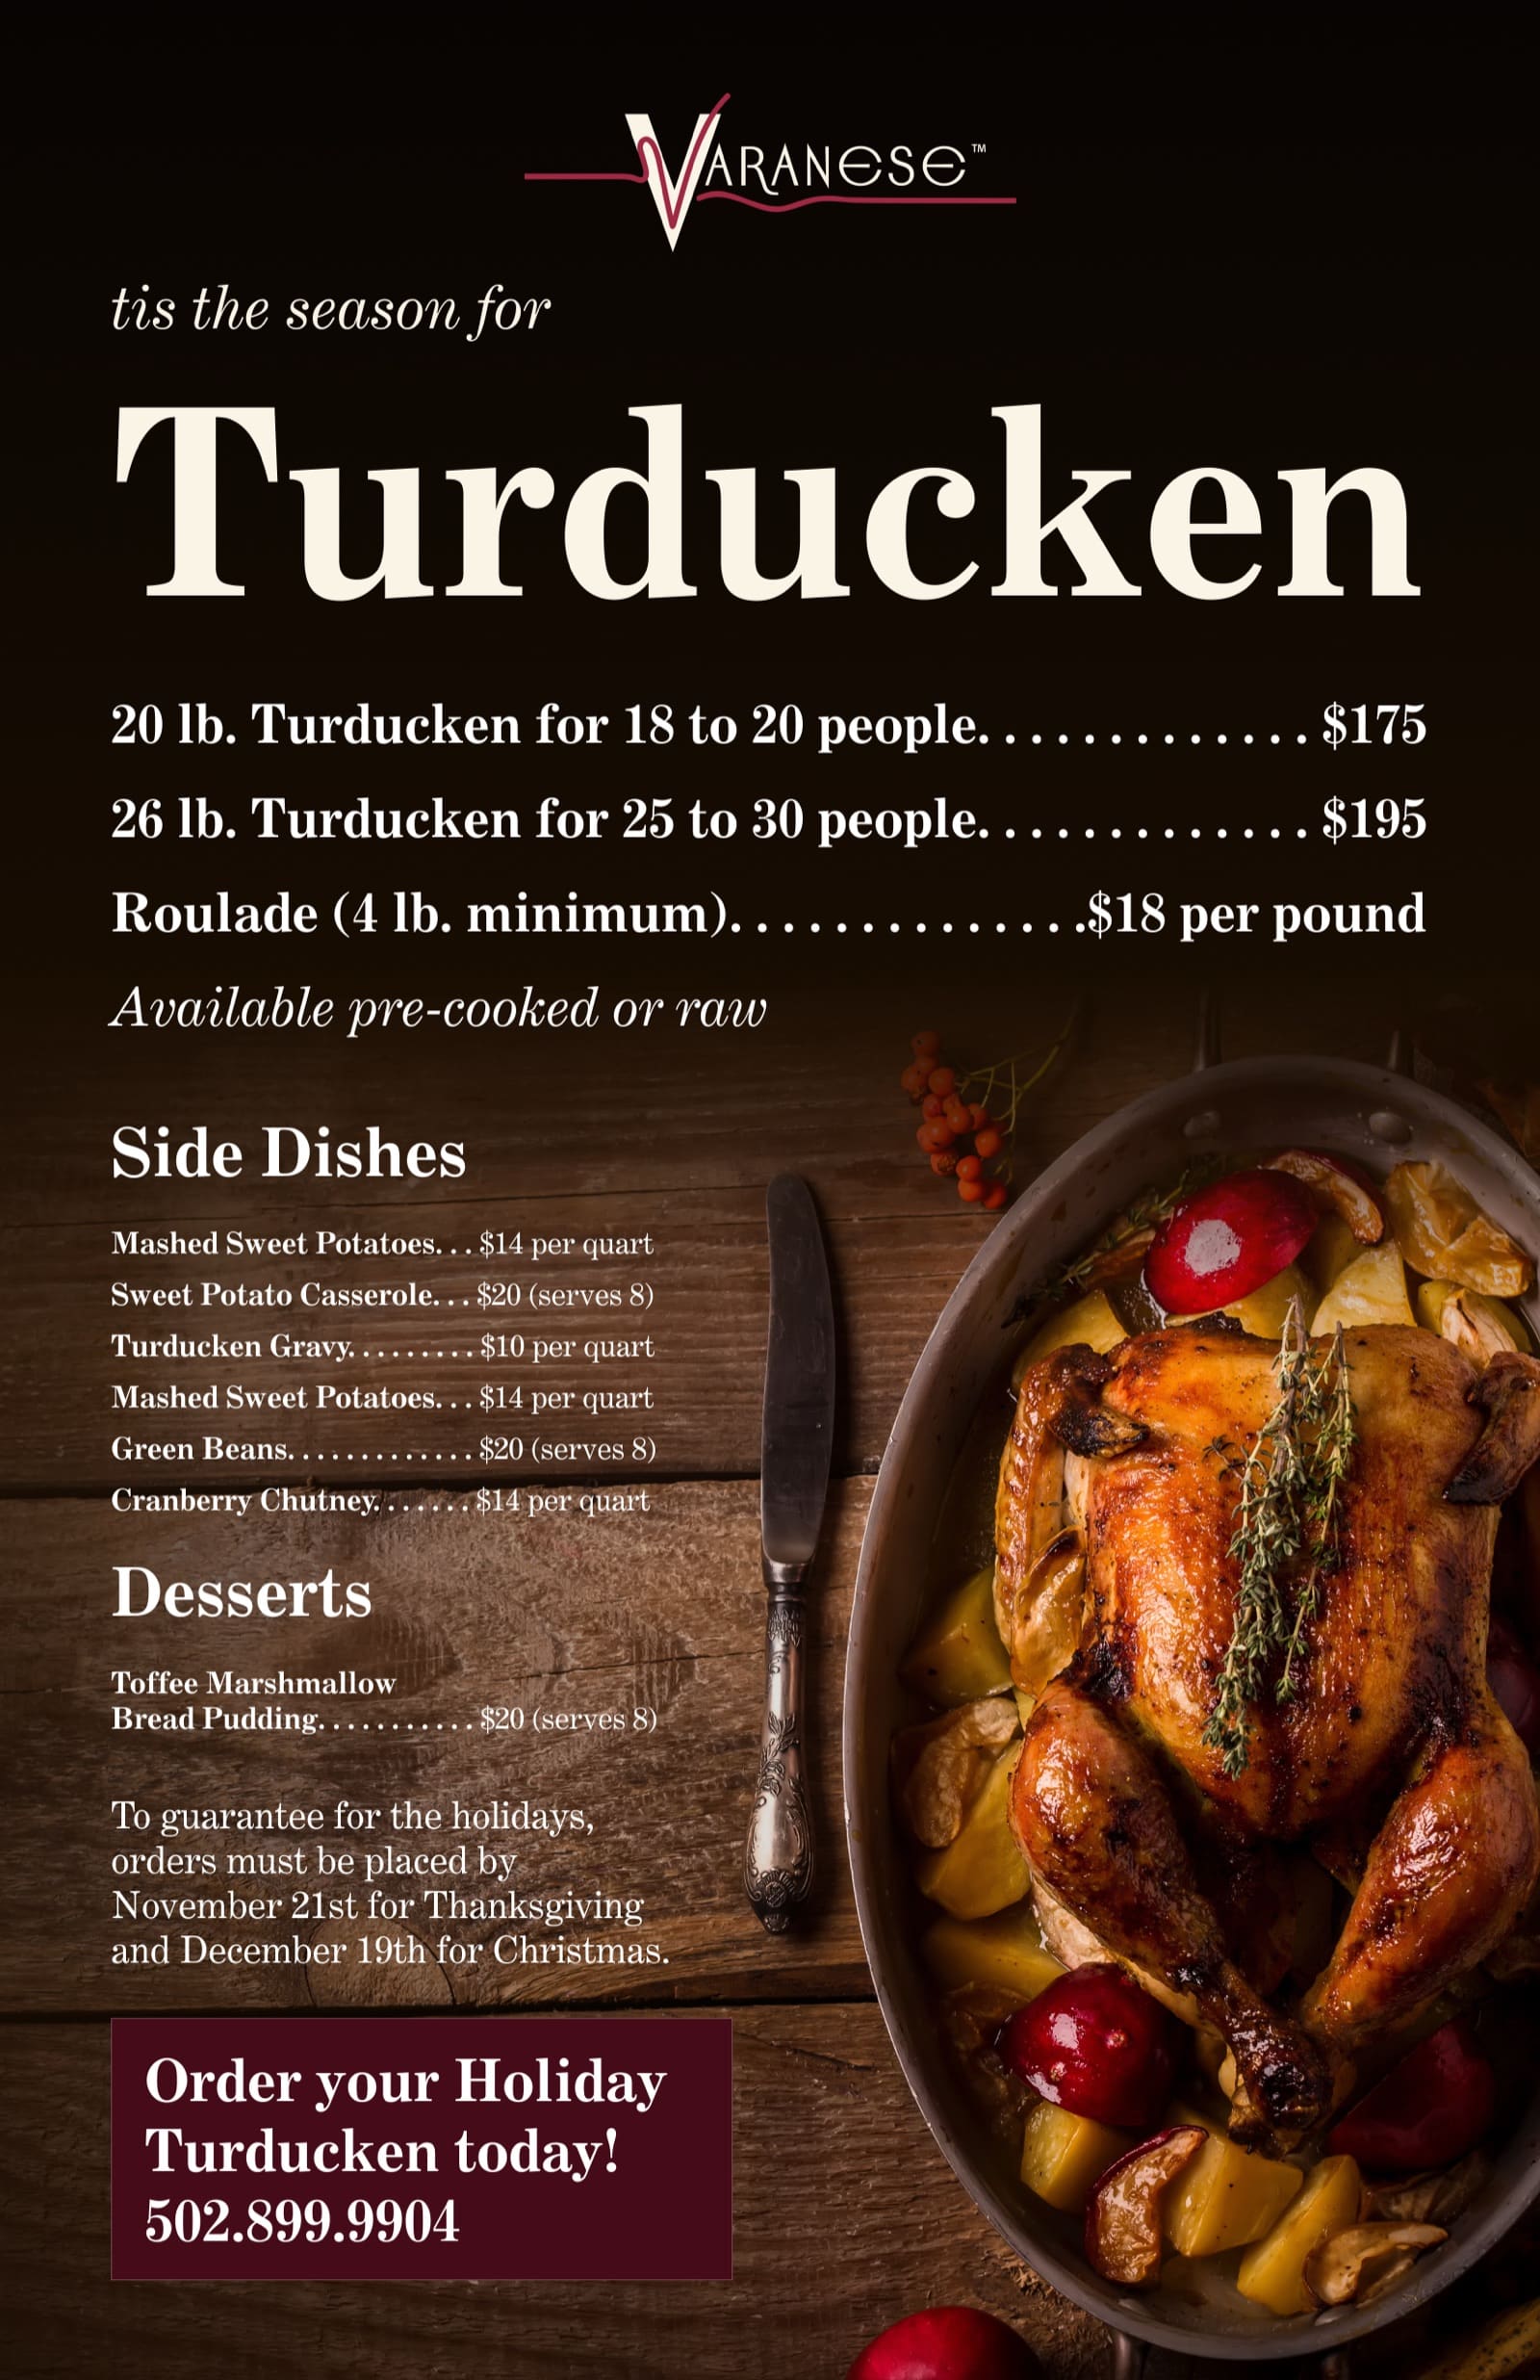 VARANESE™
tis the season for
Turducken
20 lb. Turducken for 18 to 20 people. . . . . . . . . . . . . $175
26 lb. Turducken for 25 to 30 people. . . . . . . . . . . . . $195
Roulade (4 lb. minimum). . . . . . . . . . . . . .$18 per pound
Available pre-cooked or raw
Side Dishes
Mashed Sweet Potatoes. . . $14 per quart
Sweet Potato Casserole. . . $20 (serves 8)
Turducken Gravy. . . . . . . . . $10 per quart
Mashed Sweet Potatoes. . . $14 per quart
Green Beans. . . . . . . . . . . . . $20 (serves 8)
Cranberry Chutney. . . . . . . $14 per quart
Desserts
Toffee Marshmallow
Bread Pudding. . . . . . . . . . . $20 (serves 8)
To guarantee for the holidays,
orders must be placed by
November 21st for Thanksgiving
and December 19th for Christmas.
Order your Holiday
Turducken today!
502.899.9904